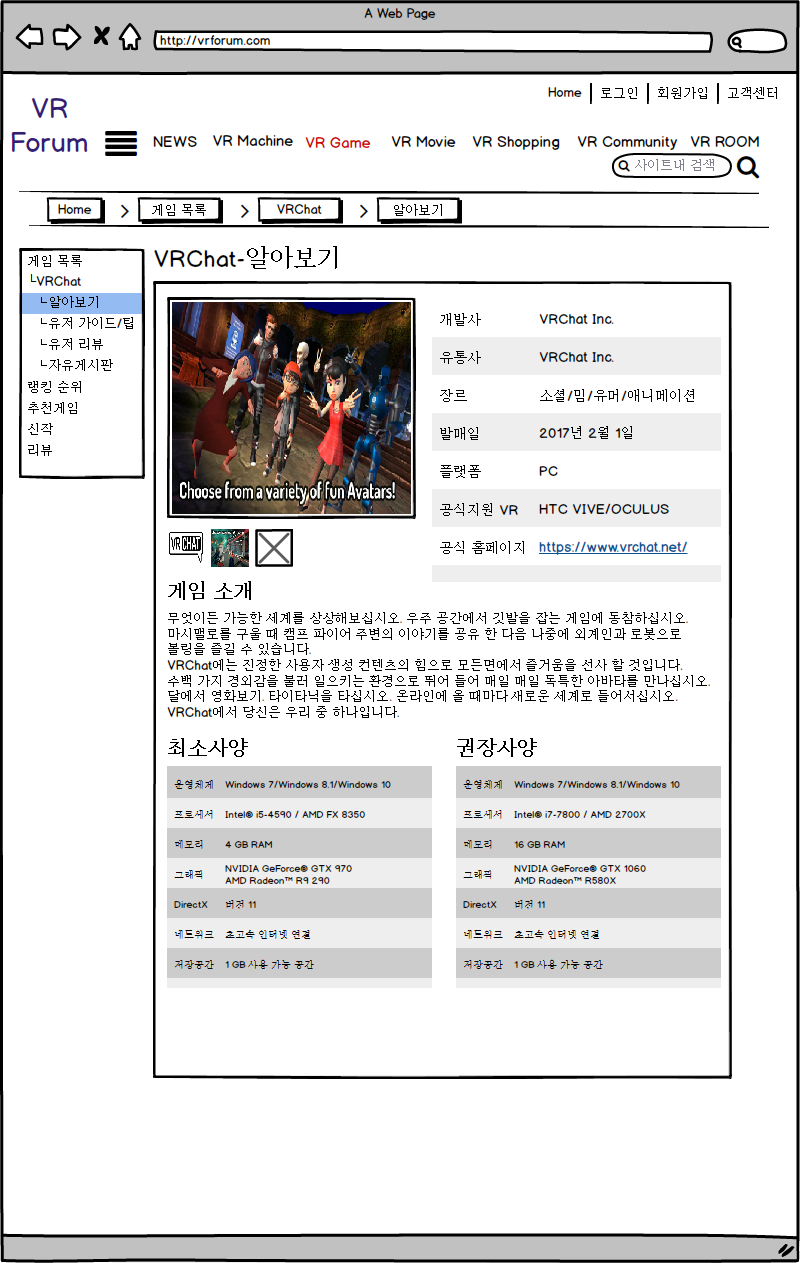 A Web Page
http://vrforum.com
Home 로그인 회원가입 고객센터
VR
Forum
NEWS VR Machine VR Game VR Movie VR Shopping VR Community VR ROOM
사이트내 검색
Home 게임 목록 VRChat 알아보기
게임 목록
└VRChat
└알아보기
└유저 가이드/팁
└유저 리뷰
└자유게시판
랭킹 순위
추천게임
신작
리뷰
VRChat-알아보기
Choose from a variety of fun Avatars!
VR CHAT
개발사 VRChat Inc.
유통사 VRChat Inc.
장르 소셜/밈/유머/애니메이션
발매일 2017년 2월 1일
플랫폼 PC
공식지원 VR HTC VIVE/OCULUS
공식 홈페이지 https://www.vrchat.net/
게임 소개
무엇이든 가능한 세계를 상상해보십시오. 우주 공간에서 깃발을 잡는 게임에 동참하십시오.
마시맬로를 구울 때 캠프 파이어 주변의 이야기를 공유 한 다음 나중에 외계인과 로봇으로
볼링을 즐길 수 있습니다.
VRChat에는 진정한 사용자 생성 컨텐츠의 힘으로 모든면에서 즐거움을 선사 할 것입니다.
수백 가지 경외감을 불러 일으키는 환경으로 뛰어 들어 매일 매일 독특한 아바타를 만나십시오.
달에서 영화보기. 타이타닉을 타십시오. 온라인에 올 때마다 새로운 세계로 들어서십시오.
VRChat에서 당신은 우리 중 하나입니다.
최소사양
운영체제 Windows 7/Windows 8.1/Windows 10
프로세서 Intel® i5-4590 / AMD FX 8350
메모리 4 GB RAM
그래픽 NVIDIA GeForce® GTX 970
AMD Radeon™ R9 290
DirectX 버전 11
네트워크 초고속 인터넷 연결
저장공간 1 GB 사용 가능 공간
권장사양
운영체제 Windows 7/Windows 8.1/Windows 10
프로세서 Intel® i7-7800 / AMD 2700X
메모리 16 GB RAM
그래픽 NVIDIA GeForce® GTX 1060
AMD Radeon™ R580X
DirectX 버전 11
네트워크 초고속 인터넷 연결
저장공간 1 GB 사용 가능 공간